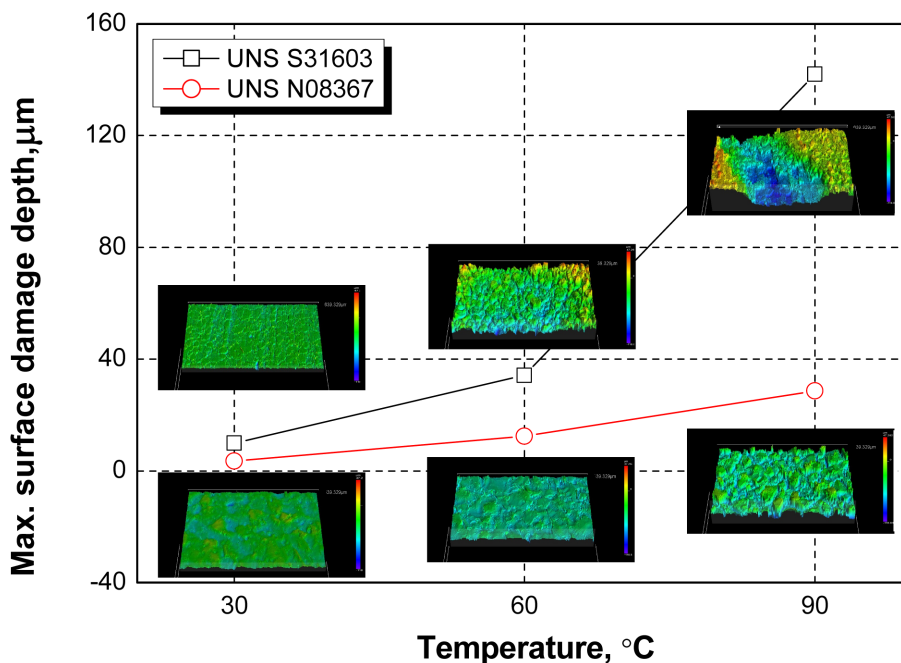 160
120
80
40
0
-40
Max. surface damage depth,μm
UNS S31603
UNS N08367
30
60
90
Temperature, °C